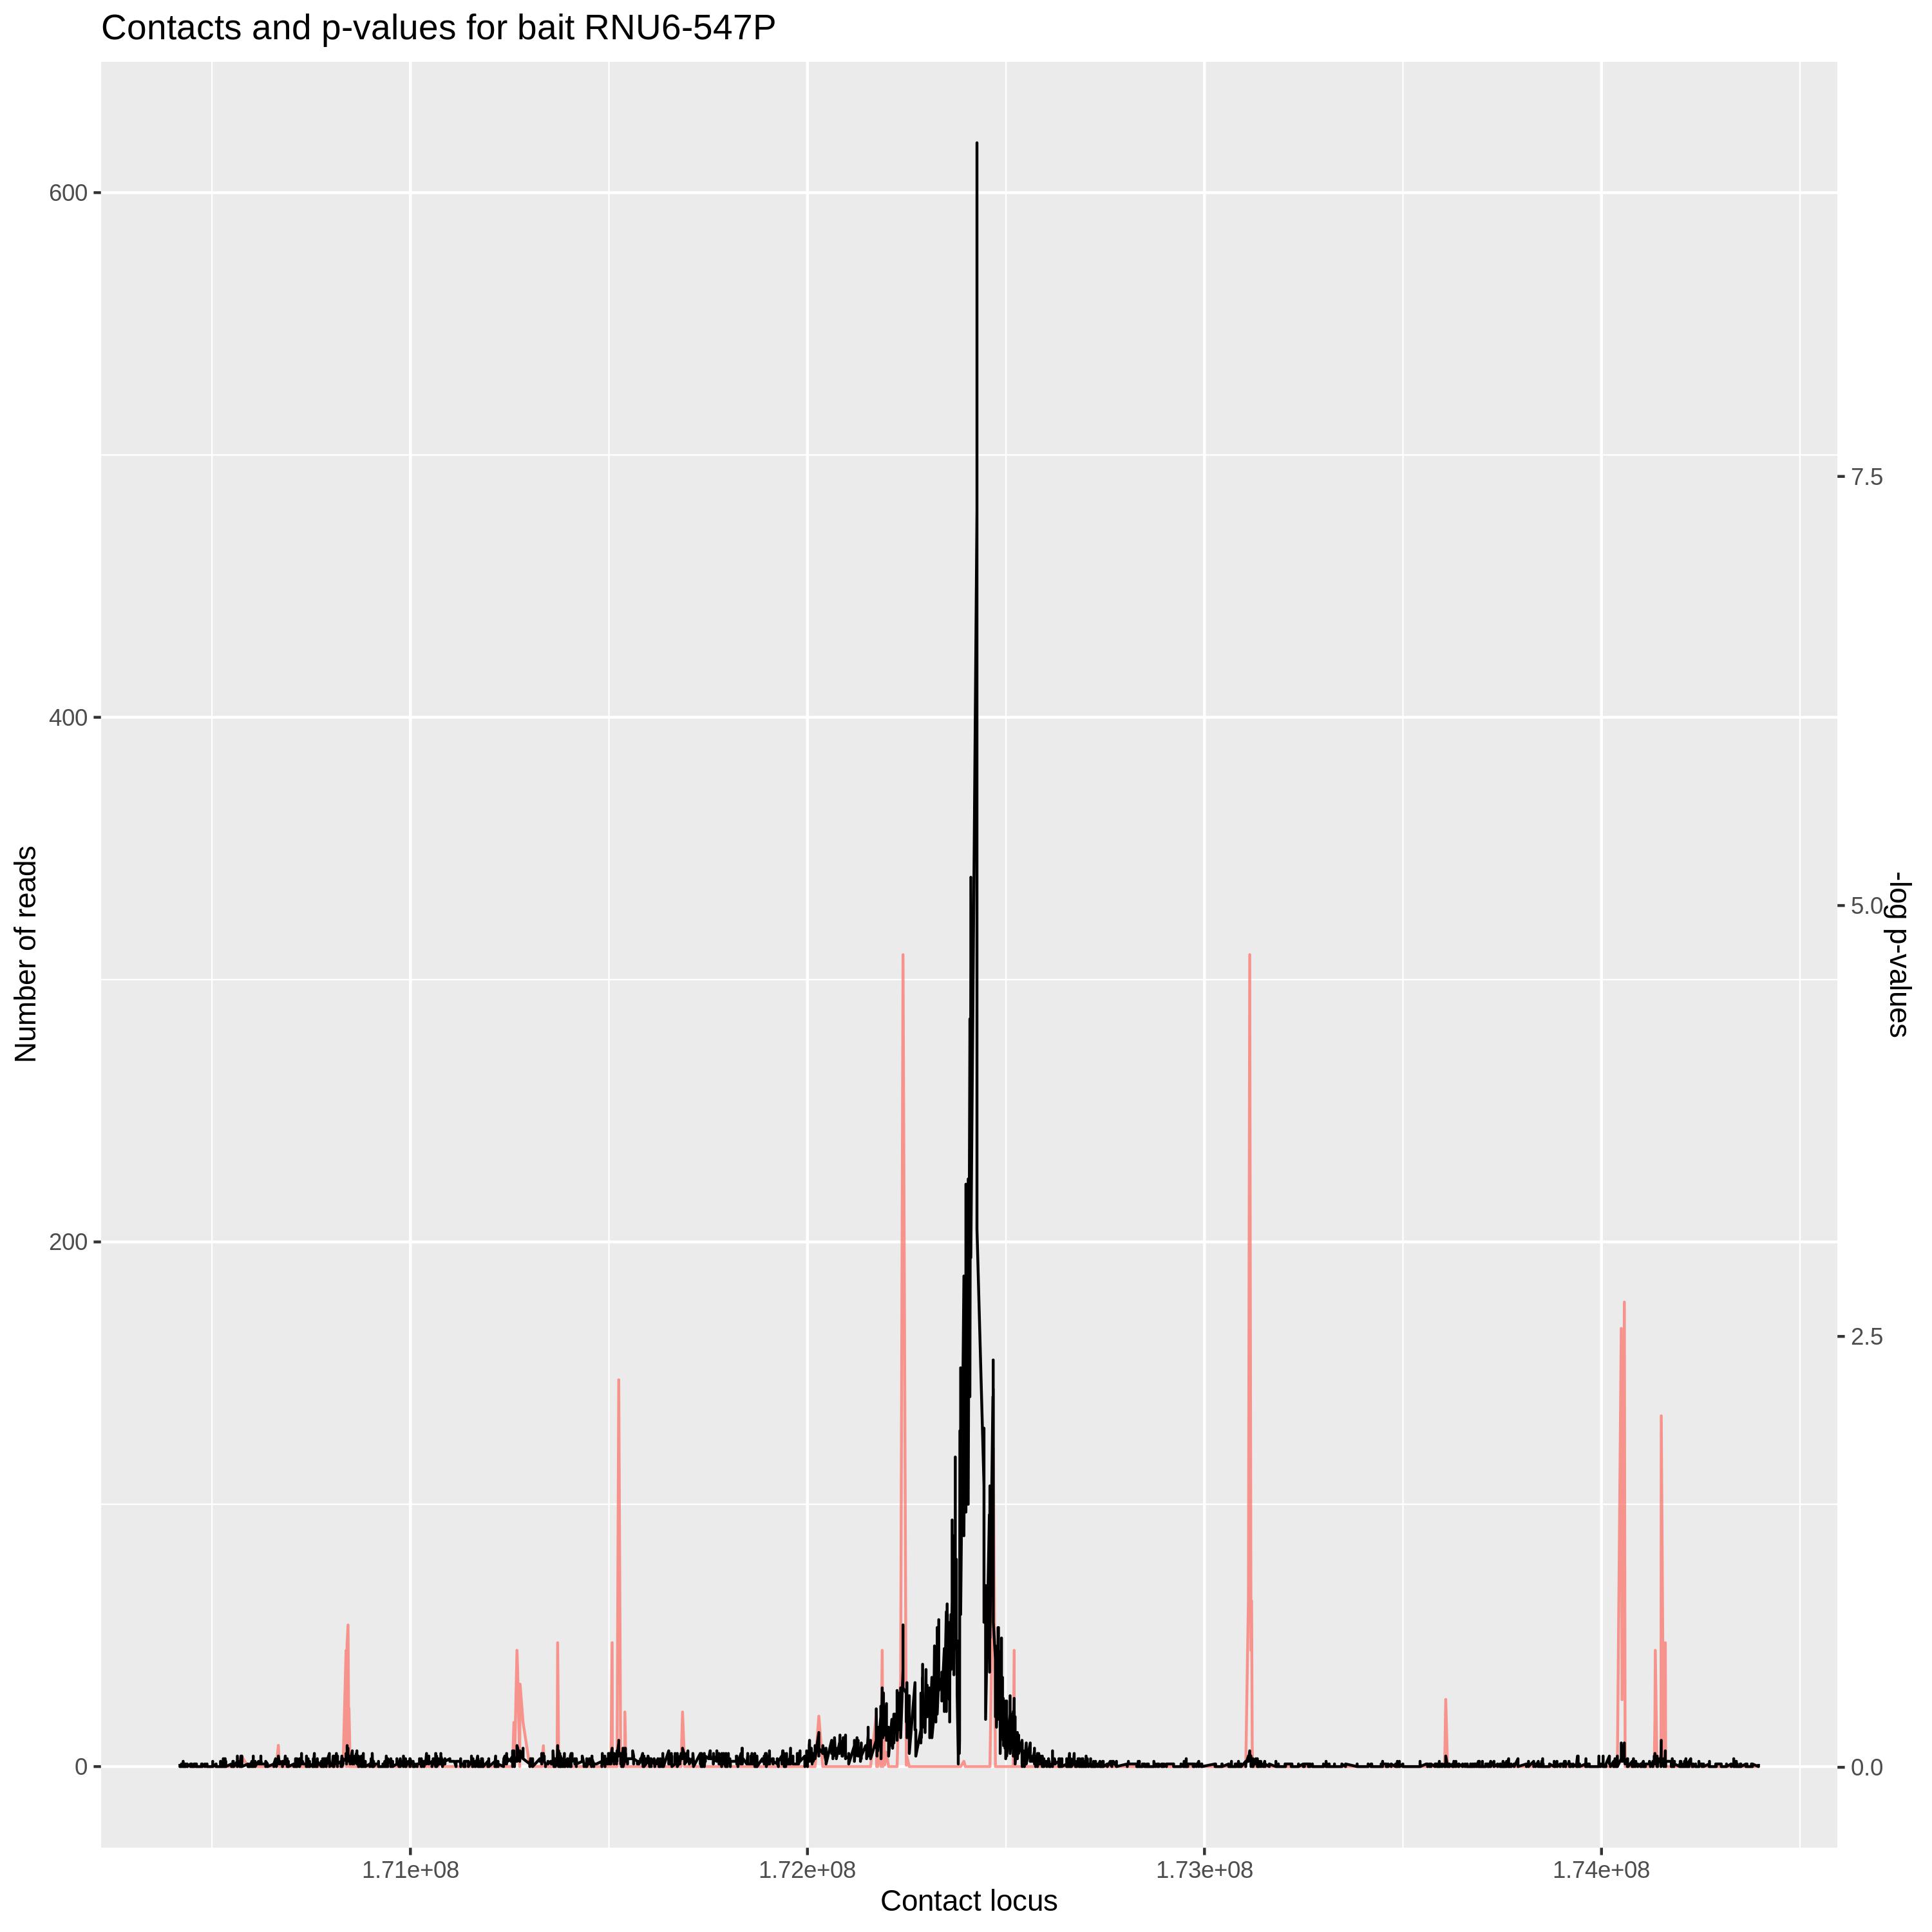 Contacts and p-values for bait RNU6-547P
600
400
200
0
Number of reads
7.5
5.0
2.5
0.0
-log p-values
1.71e+08
1.72e+08
1.73e+08
1.74e+08
Contact locus